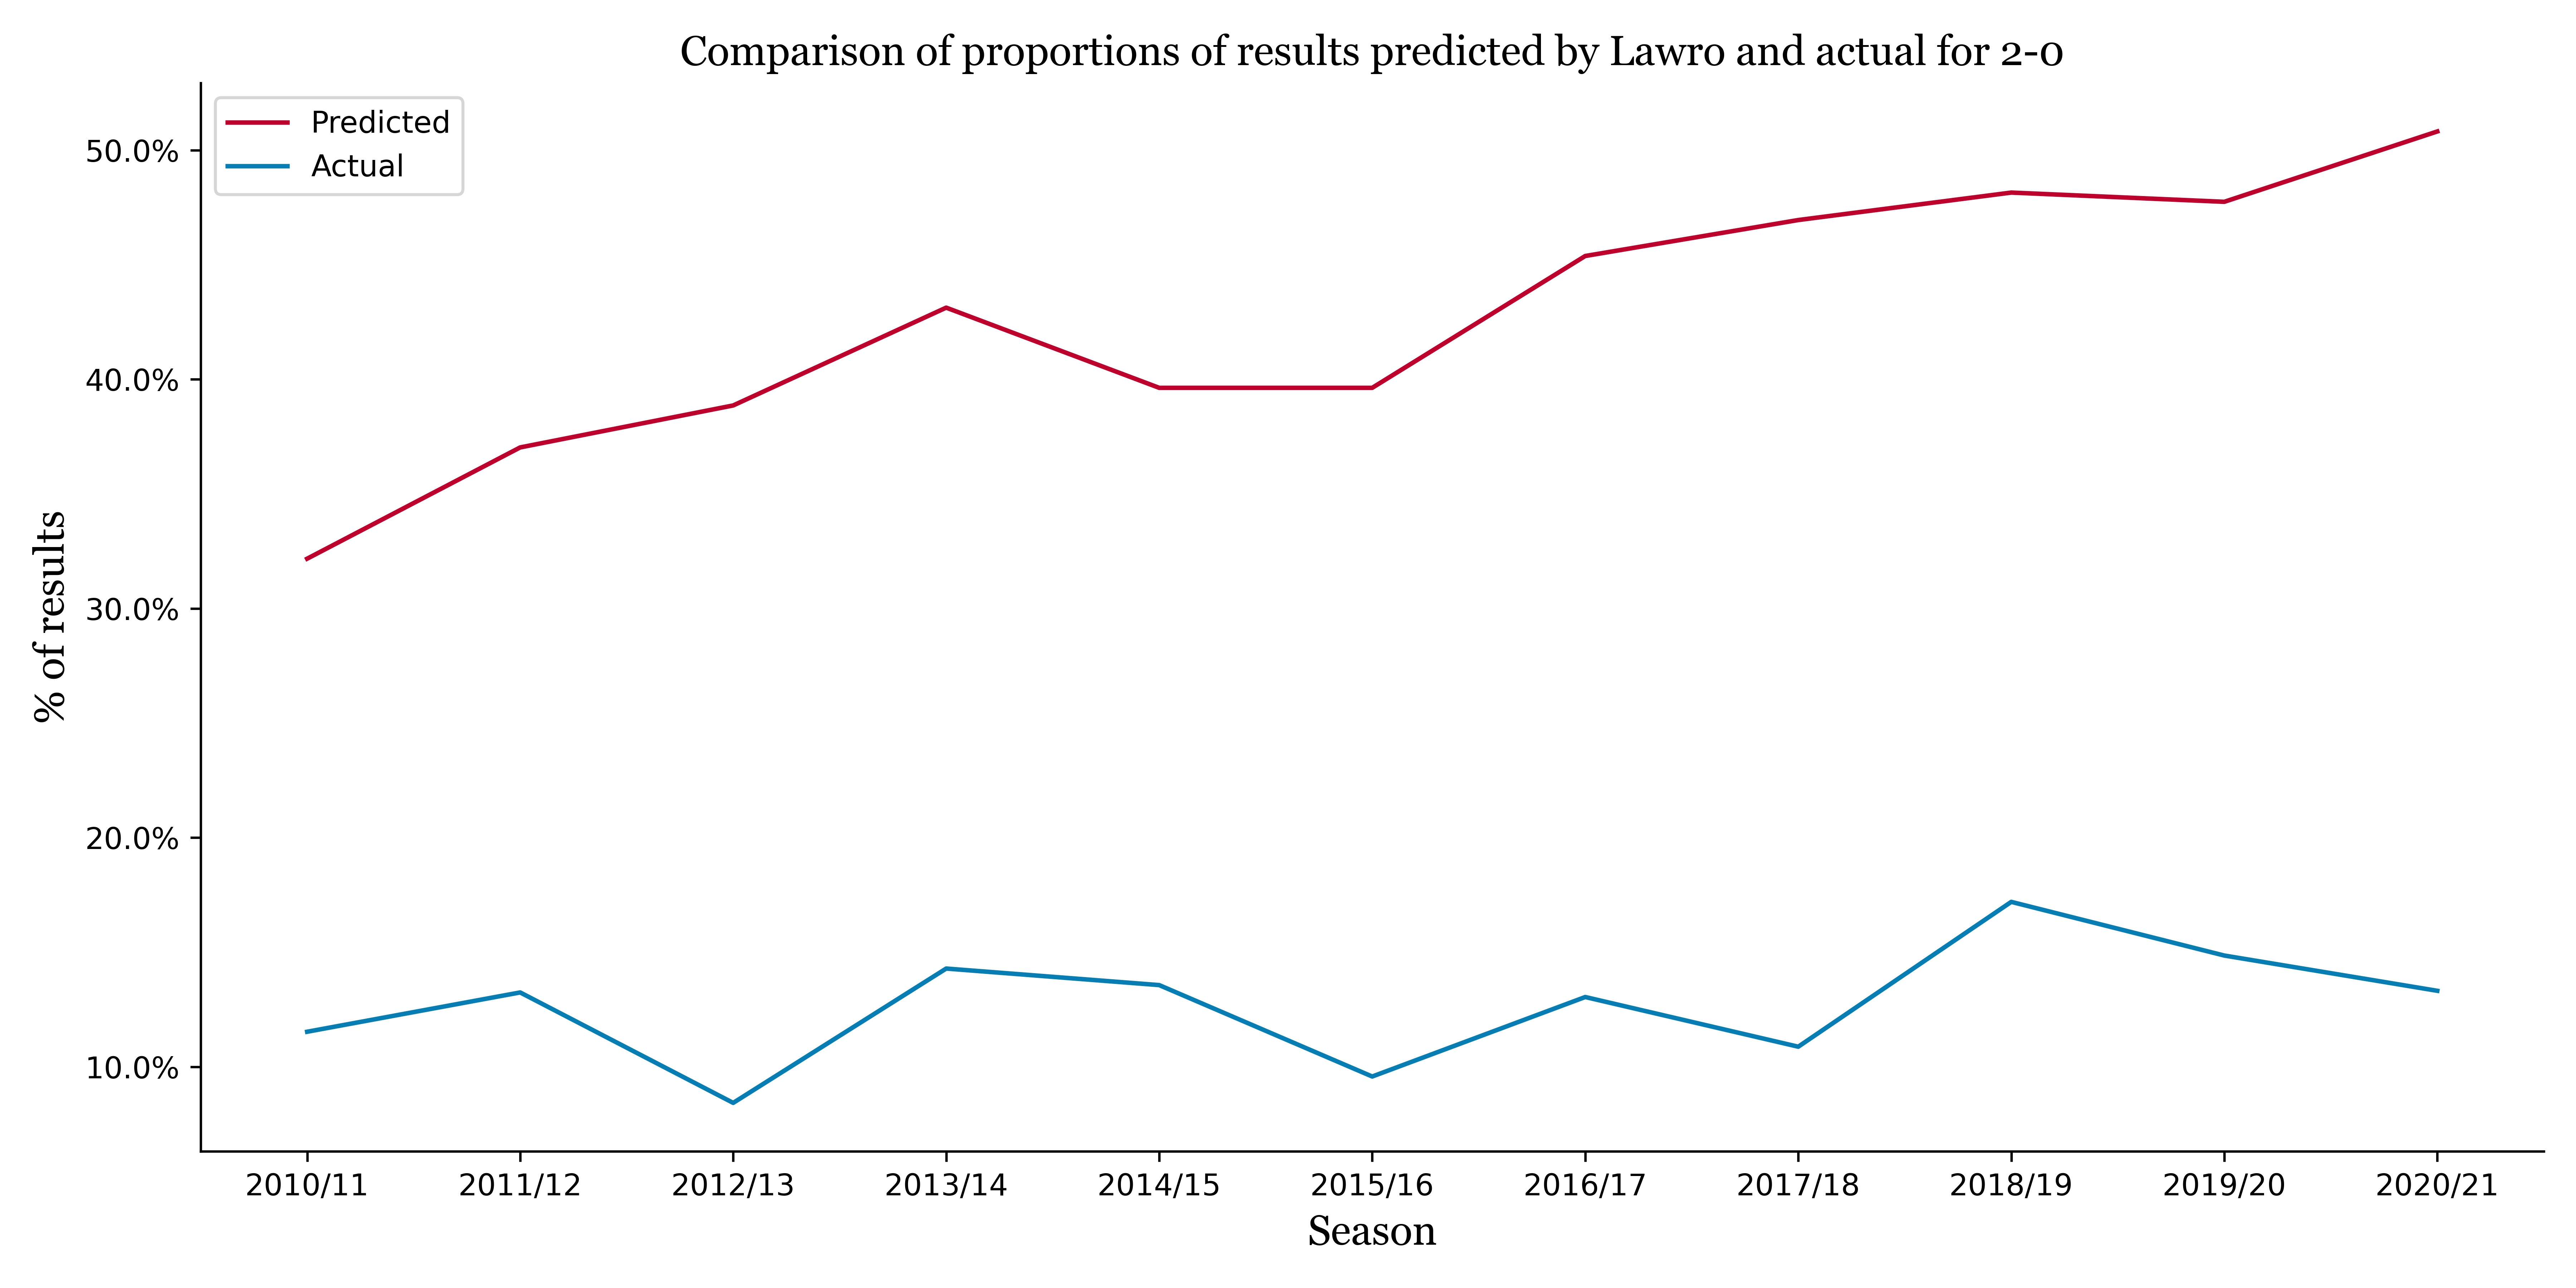 Comparison of proportions of results predicted by Lawro and actual for 2-0
Predicted
Actual
50.0%
40.0%
30.0%
20.0%
10.0%
% of results
2010/11 2011/12 2012/13 2013/14 2014/15 2015/16 2016/17 2017/18 2018/19 2019/20 2020/21
Season